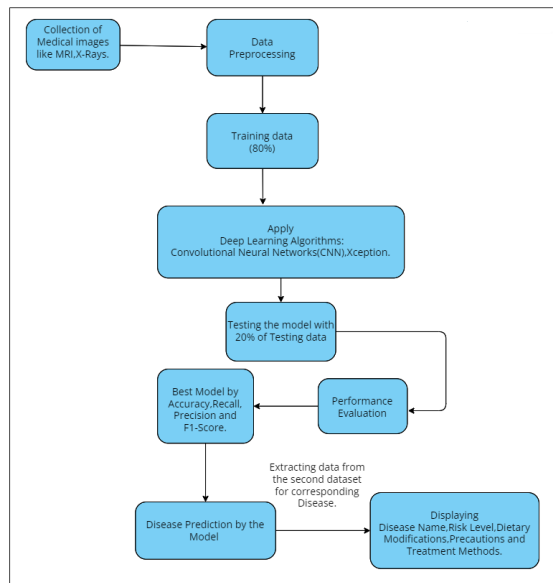 Collection of
Medical images
like MRI,X-Rays.
Data
Preprocessing
Training data
(80%)
Apply
Deep Learning Algorithms:
Convolutional Neural Networks(CNN),Xception.
Testing the model with
20% of Testing data
Performance
Evaluation
Best Model by
Accuracy,Recall,
Precision and
F1-Score.
Disease Prediction by the
Model
Extracting data from
the second dataset
for corresponding
Disease.
Displaying
Disease Name,Risk Level,Dietary
Modifications,Precautions and
Treatment Methods.